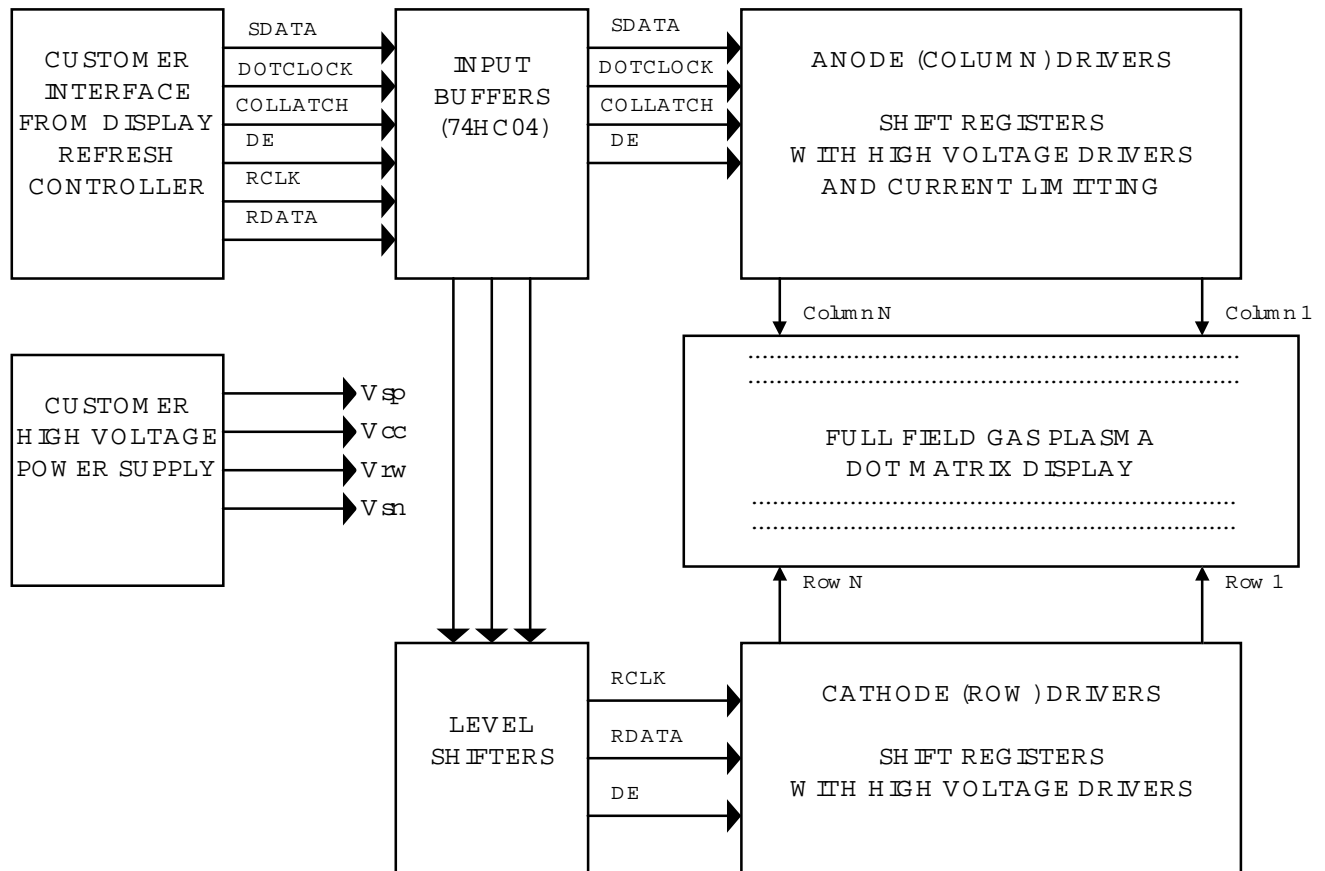 CUSTOMER
INTERFACE
FROM DISPLAY
REFRESH
CONTROLLER
SDATA
DOTCLOCK
COLLATCH
DE
RCLK
RDATA
INPUT
BUFFERS
(74HC04)
SDATA
DOTCLOCK
COLLATCH
DE
ANODE (COLUMN) DRIVERS
SHIFT REGISTERS
WITH HIGH VOLTAGE DRIVERS
AND CURRENT LIMITTING
Column N
Column 1
CUSTOMER
HIGH VOLTAGE
POWER SUPPLY
Vsp
Vcc
Vrw
Vsn
FULL FIELD GAS PLASMA
DOT MATRIX DISPLAY
Row N
Row 1
LEVEL
SHIFTERS
RCLK
RDATA
DE
CATHODE (ROW) DRIVERS
SHIFT REGISTERS
WITH HIGH VOLTAGE DRIVERS